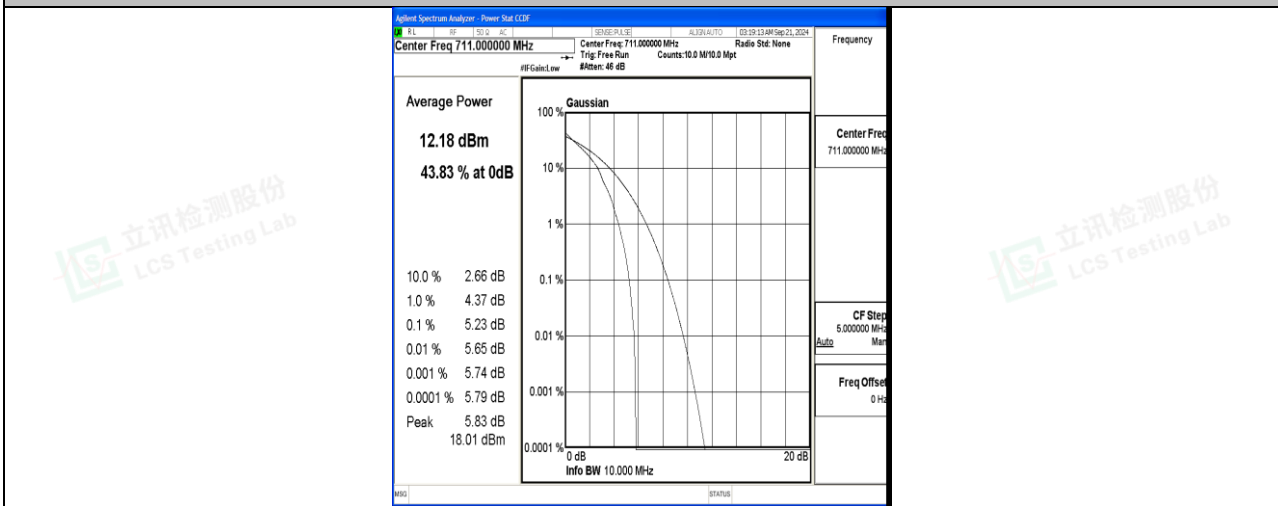 Agilent Spectrum Analyzer - Power Stat CCDF
RL RF 50 Ω AC SENSE:PULSE ALIGNAUTO 03:19:13 AM Sep 21, 2024
Center Freq 711.000000 MHz
Center Freq: 711.000000 MHz Radio Std: None
Trig: Free Run Counts:10.0 M/10.0 Mpt
#IFGain:Low #Atten: 46 dB
Frequency
Average Power
12.18 dBm
43.83 % at 0dB
10.0 % 2.66 dB
1.0 % 4.37 dB
0.1 % 5.23 dB
0.01 % 5.65 dB
0.001 % 5.74 dB
0.0001 % 5.79 dB
Peak 5.83 dB
18.01 dBm
Gaussian
100 %
10 %
1 %
0.1 %
0.01 %
0.001 %
0.0001 %
0 dB 20 dB
Info BW 10.000 MHz
Center Freq
711.000000 MHz
CF Step
5.000000 MHz
Auto Man
Freq Offset
0 Hz
MSG STATUS
立讯检测股份
LCS Testing Lab
立讯检测股份
LCS Testing Lab